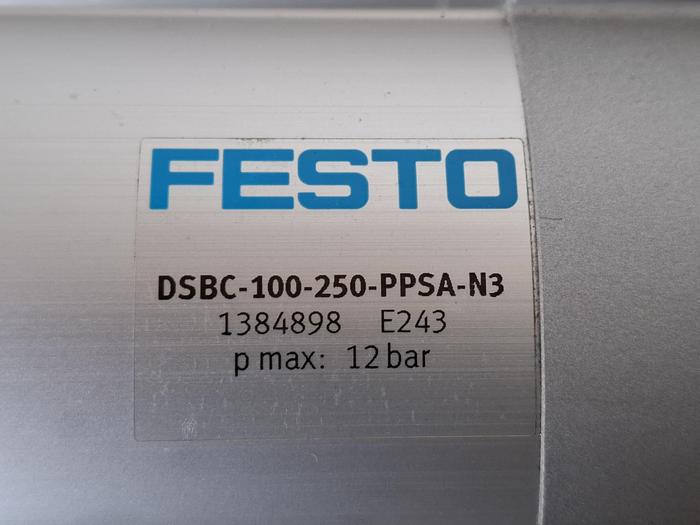 FESTO
DSBC-100-250-PPSA-N3
1384898 E243
p max: 12 bar